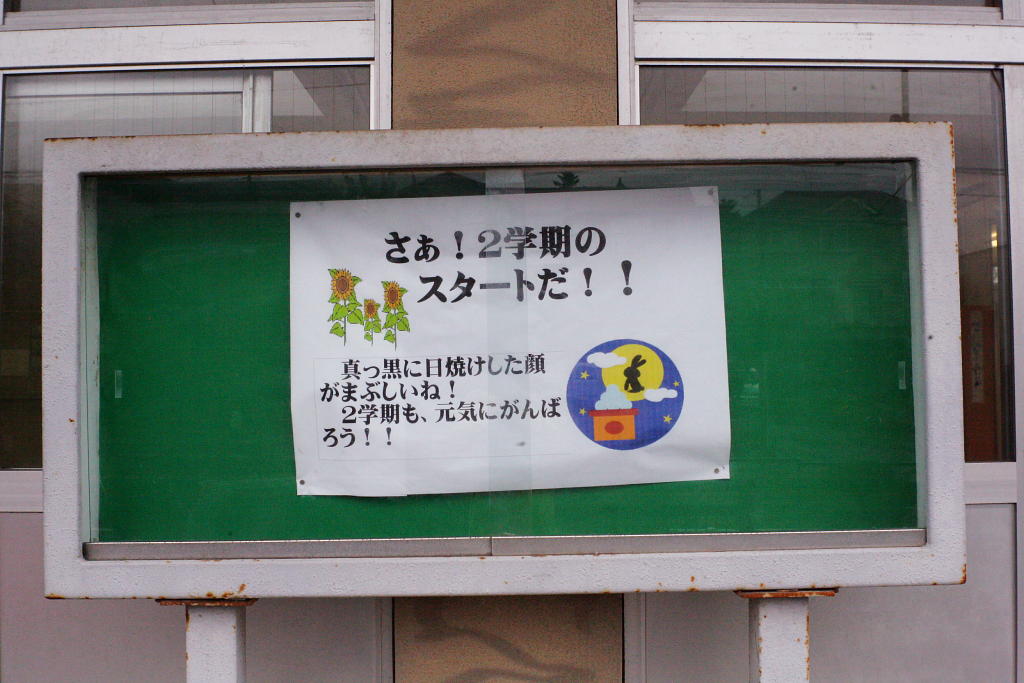 さぁ！２学期の
スタートだ！！
真っ黒に日焼けした顔
がまぶしいね！
２学期も、元気にがんば
ろう！！